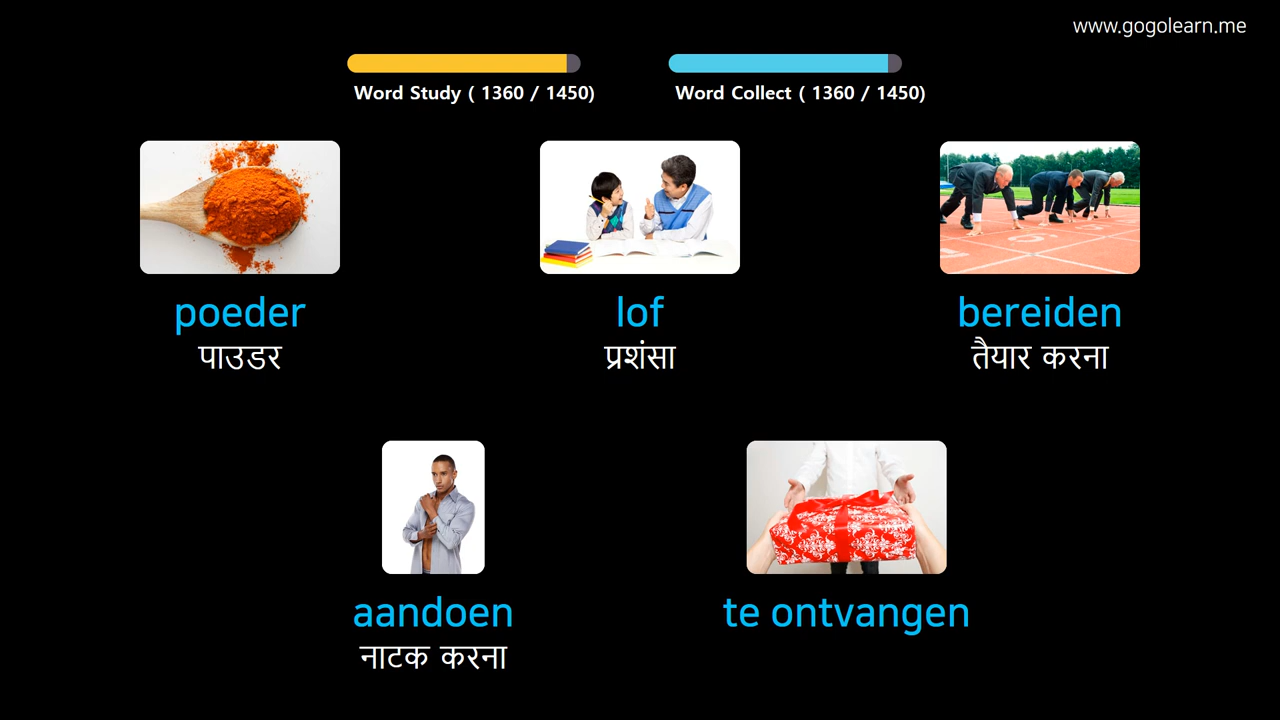 www.gogolearn.me
Word Study ( 1360 / 1450)
Word Collect ( 1360 / 1450)
poeder
पाउडर
lof
प्रशंसा
bereiden
तैयार करना
aandoen
नाटक करना
te ontvangen